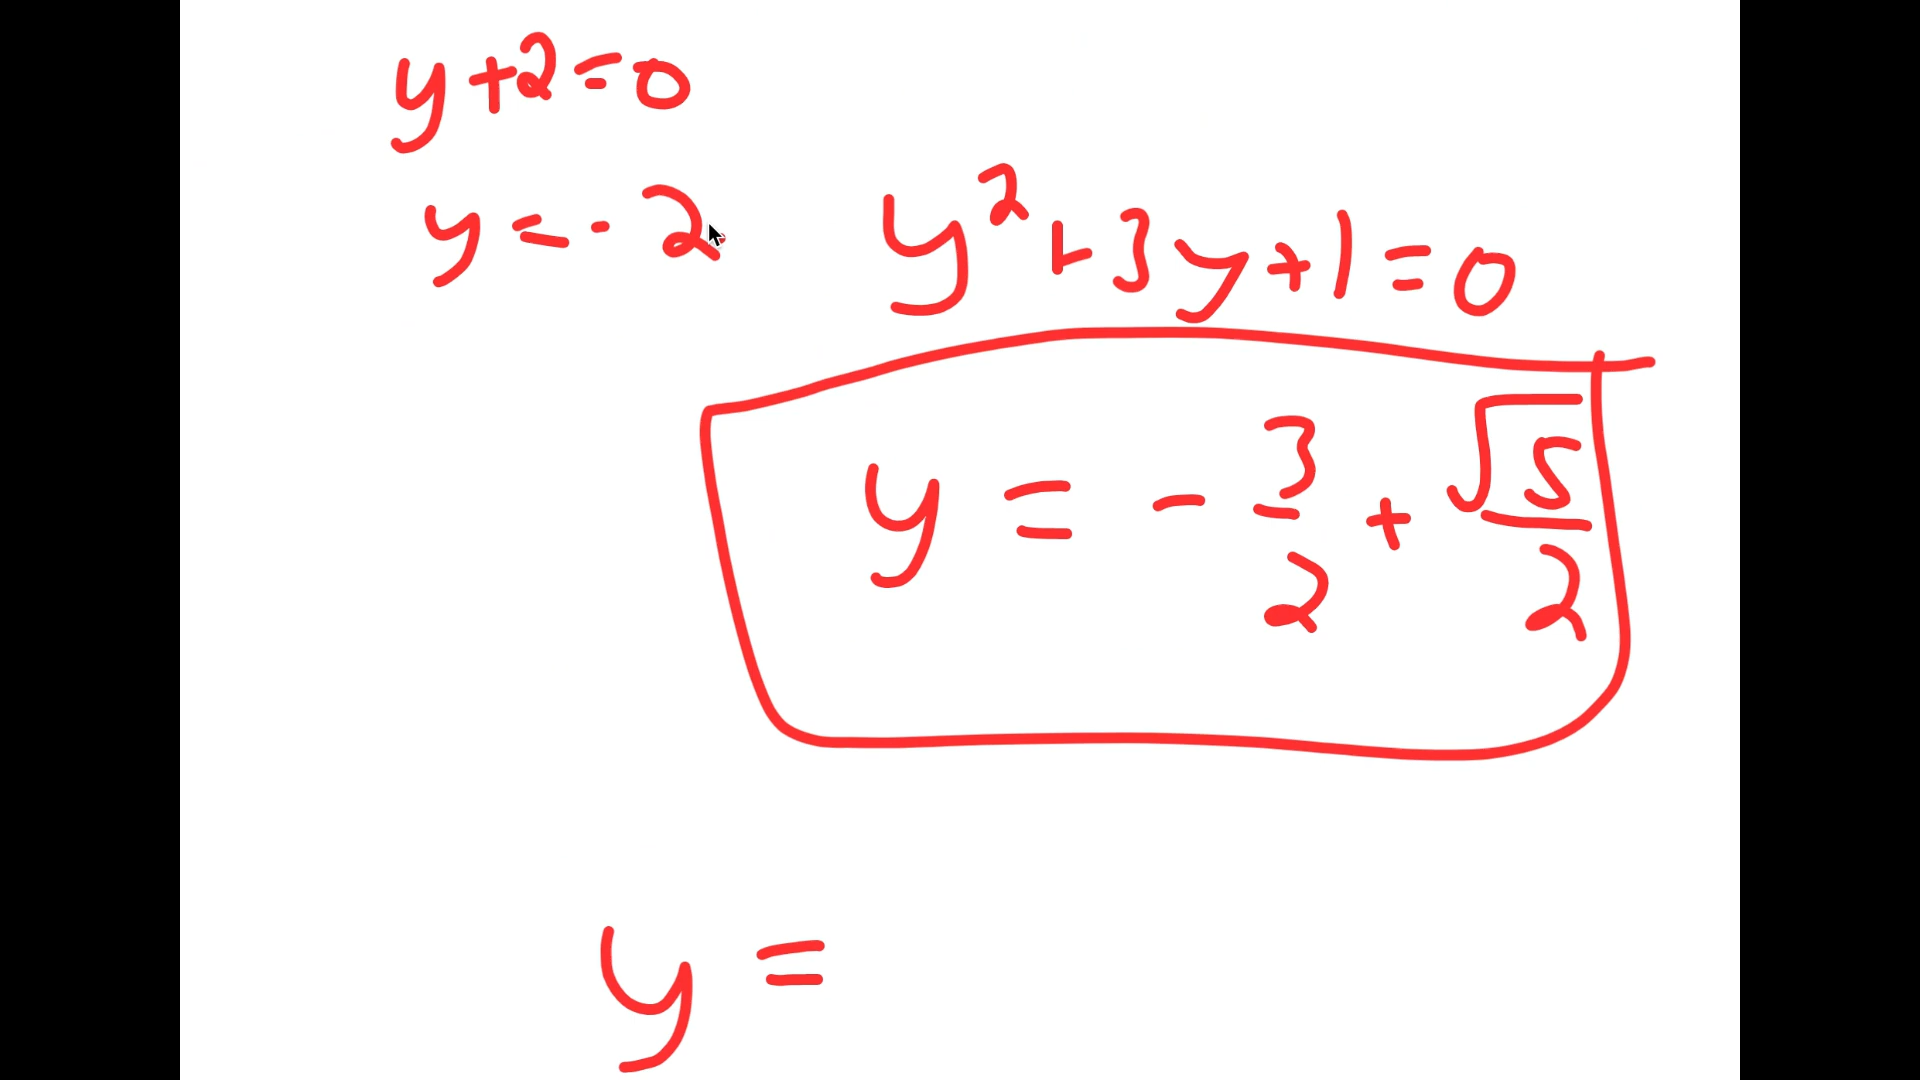 y+2=0
y=-2
y²+3y+1=0
y = - 3/2 + √5/2
y =